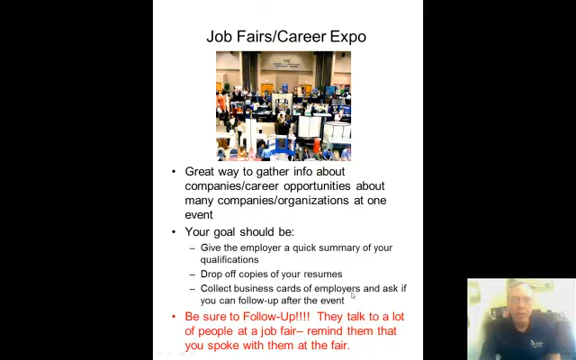 Job Fairs/Career Expo
• Great way to gather info about
companies/career opportunities about
many companies/organizations at one
event
• Your goal should be:
– Give the employer a quick summary of your
qualifications
– Drop off copies of your resumes
– Collect business cards of employers and ask if
you can follow-up after the event
• Be sure to Follow-Up!!!! They talk to a lot
of people at a job fair– remind them that
you spoke with them at the fair.